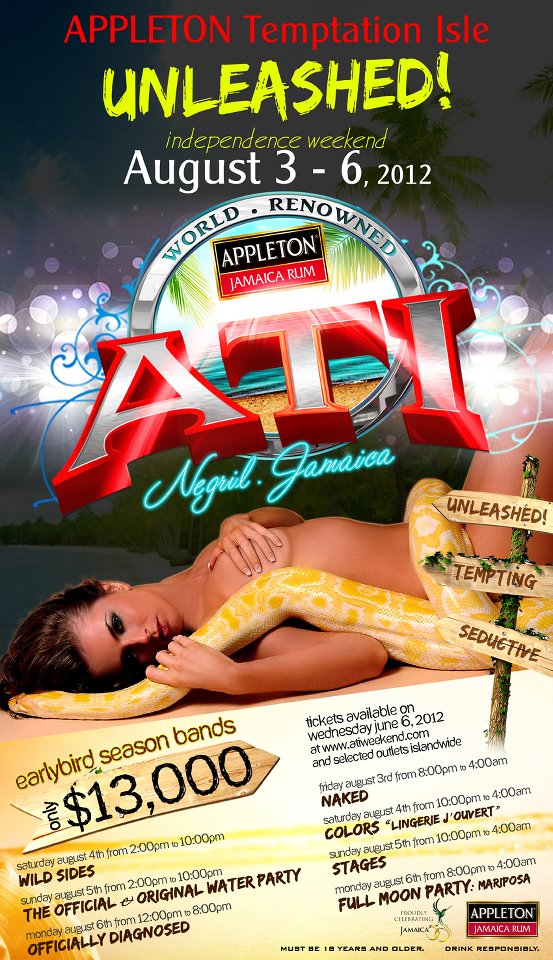 APPLETON Temptation Isle
UNLEASHED!
independence weekend
August 3 - 6, 2012
WORLD . RENOWNED
APPLETON
JAMAICA RUM
ATI
Negril . Jamaica
UNLEASHED!
TEMPTING
SEDUCTIVE
earlybird season bands
only $13,000
tickets available on
wednesday june 6, 2012
at www.atiweekend.com
and selected outlets islandwide
saturday august 4th from 2:00pm to 10:00pm
WILD SIDES
sunday august 5th from 2:00pm to 10:00pm
THE OFFICIAL & ORIGINAL WATER PARTY
monday august 6th from 12:00pm to 8:00pm
OFFICIALLY DIAGNOSED
friday august 3rd from 8:00pm to 4:00am
NAKED
saturday august 4th from 10:00pm to 4:00am
COLORS "LINGERIE J'OUVERT"
sunday august 5th from 10:00pm to 4:00am
STAGES
monday august 6th from 8:00pm to 4:00am
FULL MOON PARTY: MARIPOSA
PROUDLY
CELEBRATING
JAMAICA 50
APPLETON
JAMAICA RUM
MUST BE 18 YEARS AND OLDER. DRINK RESPONSIBLY.